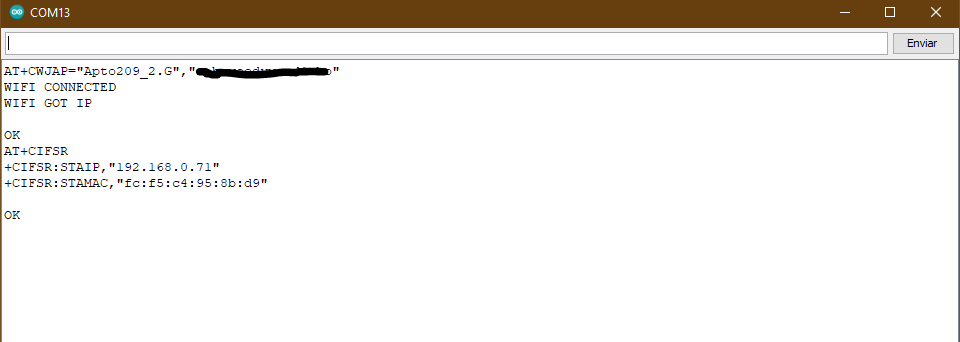 COM13
Enviar
AT+CWJAP="Apto209_2.G","
"
WIFI CONNECTED
WIFI GOT IP
OK
AT+CIFSR
+CIFSR:STAIP,"192.168.0.71"
+CIFSR:STAMAC,"fc:f5:c4:95:8b:d9"
OK